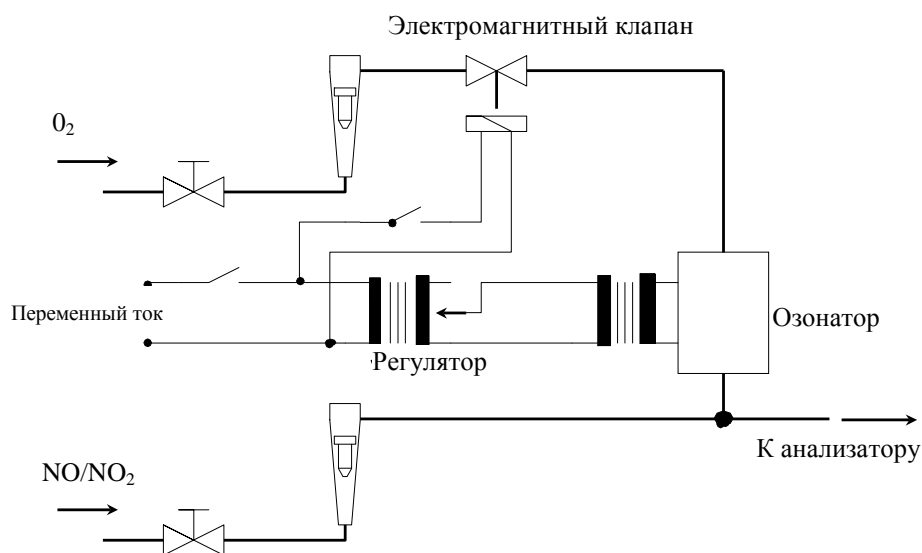 Электромагнитный клапан
0₂
Переменный ток
Регулятор
Озонатор
К анализатору
NO/NO₂